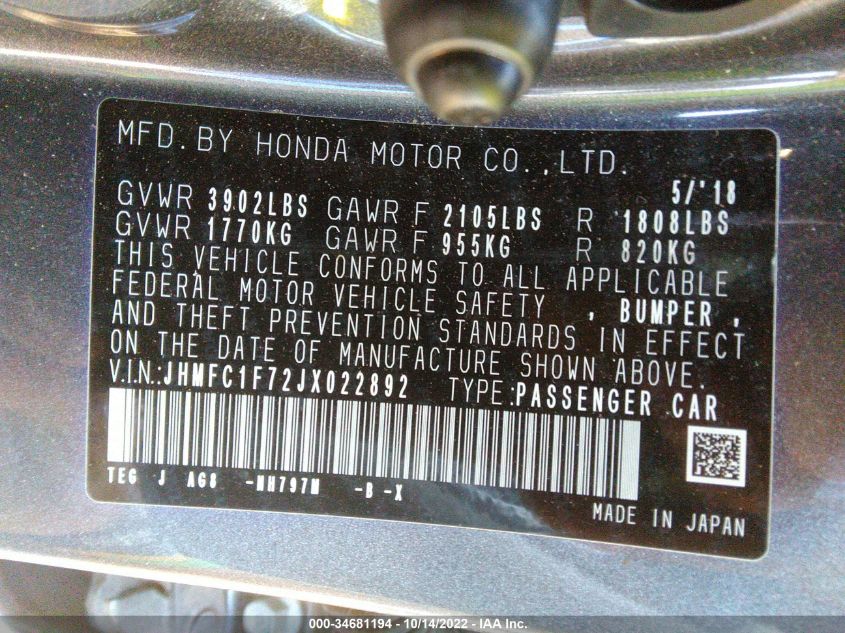 MFD. BY HONDA MOTOR CO., LTD.
5/'18
GVWR 3902LBS GAWR F 2105LBS R 1808LBS
GVWR 1770KG GAWR F 955KG R 820KG
THIS VEHICLE CONFORMS TO ALL APPLICABLE
FEDERAL MOTOR VEHICLE SAFETY , BUMPER ,
AND THEFT PREVENTION STANDARDS IN EFFECT
ON THE DATE OF MANUFACTURE SHOWN ABOVE.
V.I.N.:JHMFC1F72JX022892 TYPE:PASSENGER CAR
TEG J AG8 -NH797M -B -X
MADE IN JAPAN
000-34681194 - 10/14/2022 - IAA Inc.